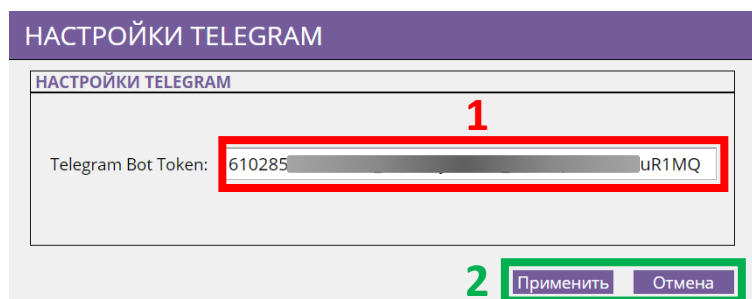 НАСТРОЙКИ TELEGRAM
НАСТРОЙКИ TELEGRAM
1
Telegram Bot Token: 610285 uR1MQ
2 Применить Отмена